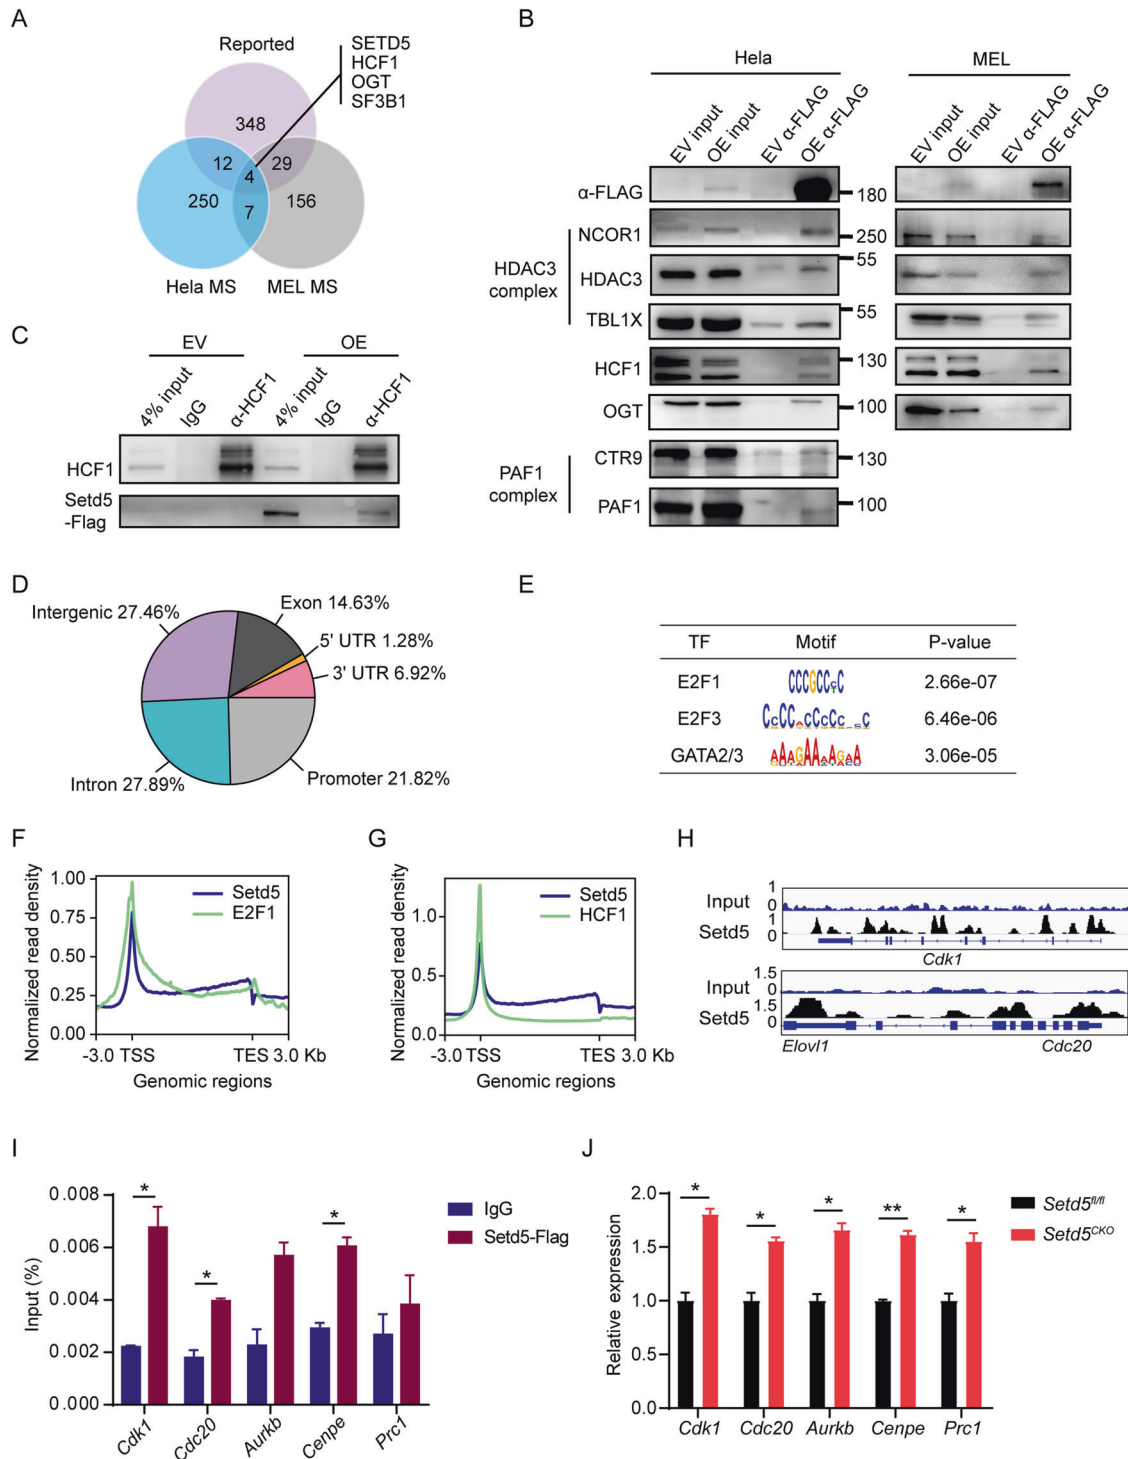 A
Reported
SETD5
HCF1
OGT
SF3B1
348
12
4
29
250
7
156
Hela MS
MEL MS
B
Hela
MEL
EV input
OE input
EV α-FLAG
OE α-FLAG
EV input
OE input
EV α-FLAG
OE α-FLAG
α-FLAG
180
NCOR1
250
HDAC3
complex
HDAC3
55
TBL1X
55
HCF1
130
OGT
100
PAF1
complex
CTR9
130
PAF1
100
C
EV
OE
4% input
IgG
α-HCF1
4% input
IgG
α-HCF1
HCF1
Setd5
-Flag
D
Intergenic 27.46%
Exon 14.63%
5' UTR 1.28%
3' UTR 6.92%
Intron 27.89%
Promoter 21.82%
E
TF Motif P-value
E2F1 2.66e-07
E2F3 6.46e-06
GATA2/3 3.06e-05
F
Normalized read density
1.00
0.75
0.50
0.25
0.00
Setd5
E2F1
-3.0 TSS TES 3.0 Kb
Genomic regions
G
Normalized read density
1.0
0.5
0.0
Setd5
HCF1
-3.0 TSS TES 3.0 Kb
Genomic regions
H
Input
1
0
Setd5
1
0
Cdk1
Input
1.5
0
Setd5
1.5
0
Elovl1 Cdc20
I
Input (%)
0.008
0.006
0.004
0.002
0.000
* * *
IgG
Setd5-Flag
Cdk1 Cdc20 Aurkb Cenpe Prc1
J
Relative expression
2.0
1.5
1.0
0.5
0.0
* * * ** *
Setd5fl/fl
Setd5CKO
Cdk1 Cdc20 Aurkb Cenpe Prc1